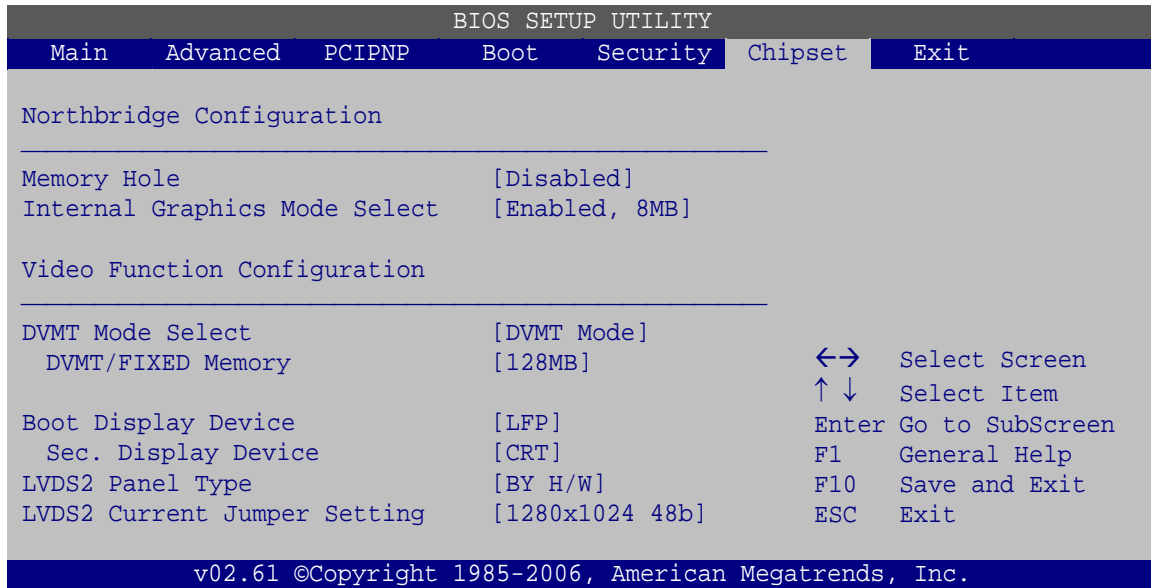 BIOS SETUP UTILITY
Main Advanced PCIPNP Boot Security Chipset Exit
Northbridge Configuration
Memory Hole [Disabled]
Internal Graphics Mode Select [Enabled, 8MB]
Video Function Configuration
DVMT Mode Select [DVMT Mode]
DVMT/FIXED Memory [128MB]
Boot Display Device [LFP]
Sec. Display Device [CRT]
LVDS2 Panel Type [BY H/W]
LVDS2 Current Jumper Setting [1280x1024 48b]
←→ Select Screen
↑ ↓ Select Item
Enter Go to SubScreen
F1 General Help
F10 Save and Exit
ESC Exit
v02.61 ©Copyright 1985-2006, American Megatrends, Inc.